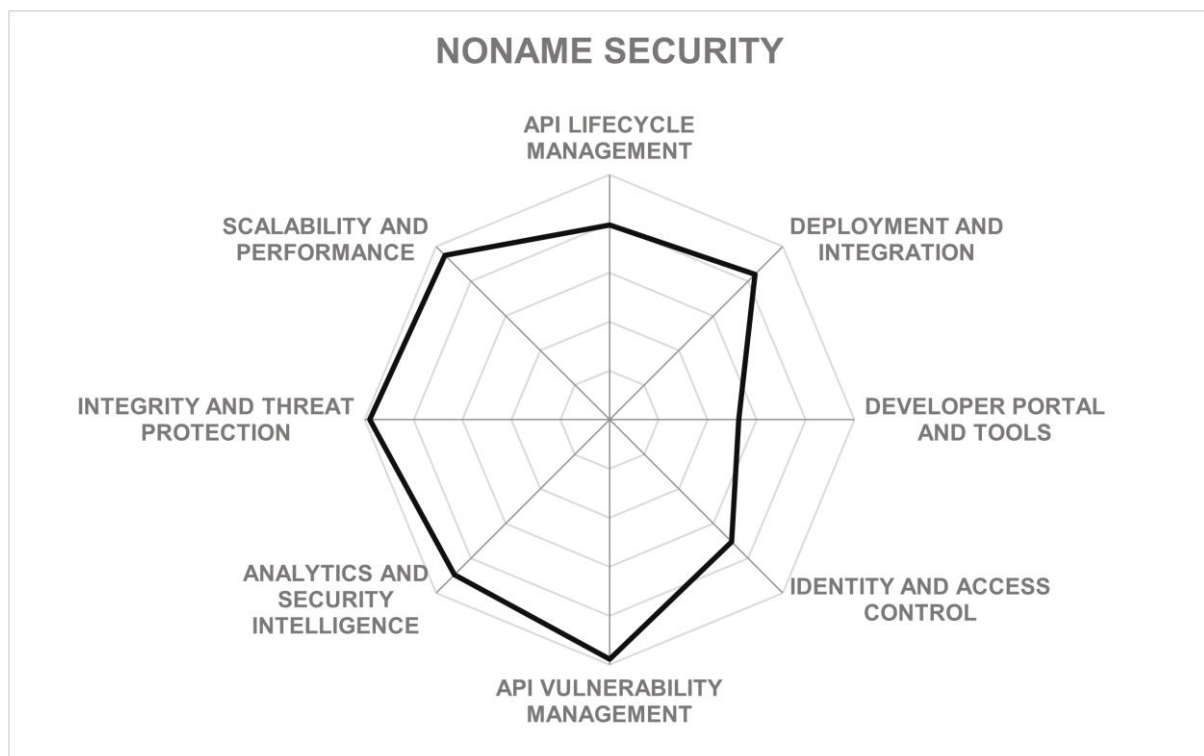 NONAME SECURITY
API LIFECYCLE
MANAGEMENT
SCALABILITY AND
PERFORMANCE
DEPLOYMENT AND
INTEGRATION
INTEGRITY AND THREAT
PROTECTION
DEVELOPER PORTAL
AND TOOLS
ANALYTICS AND
SECURITY
INTELLIGENCE
IDENTITY AND ACCESS
CONTROL
API VULNERABILITY
MANAGEMENT